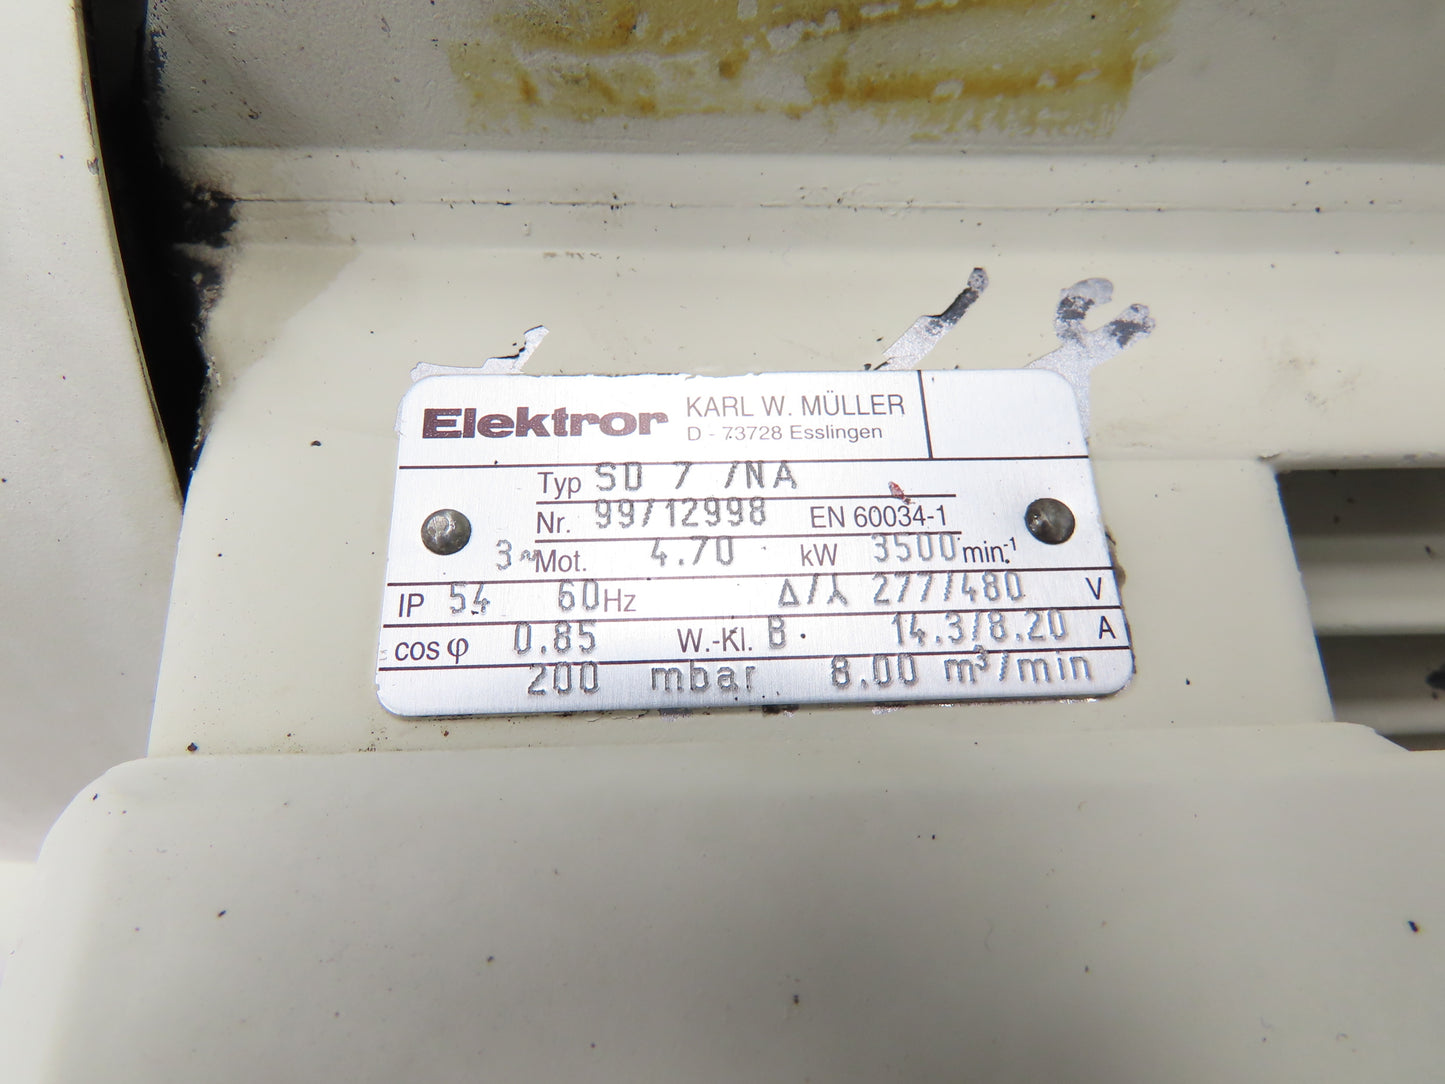 Elektror KARL W. MÜLLER
D - 73728 Esslingen
Typ SD 7 /NA
Nr. 99/12998 EN 60034-1
3~Mot. 4.70 kW 3500 min.-1
IP 54 60Hz Δ/⅄ 277/480 V
cos φ 0.85 W.-Kl. B 14.3/8.20 A
200 mbar 8.00 m³/min